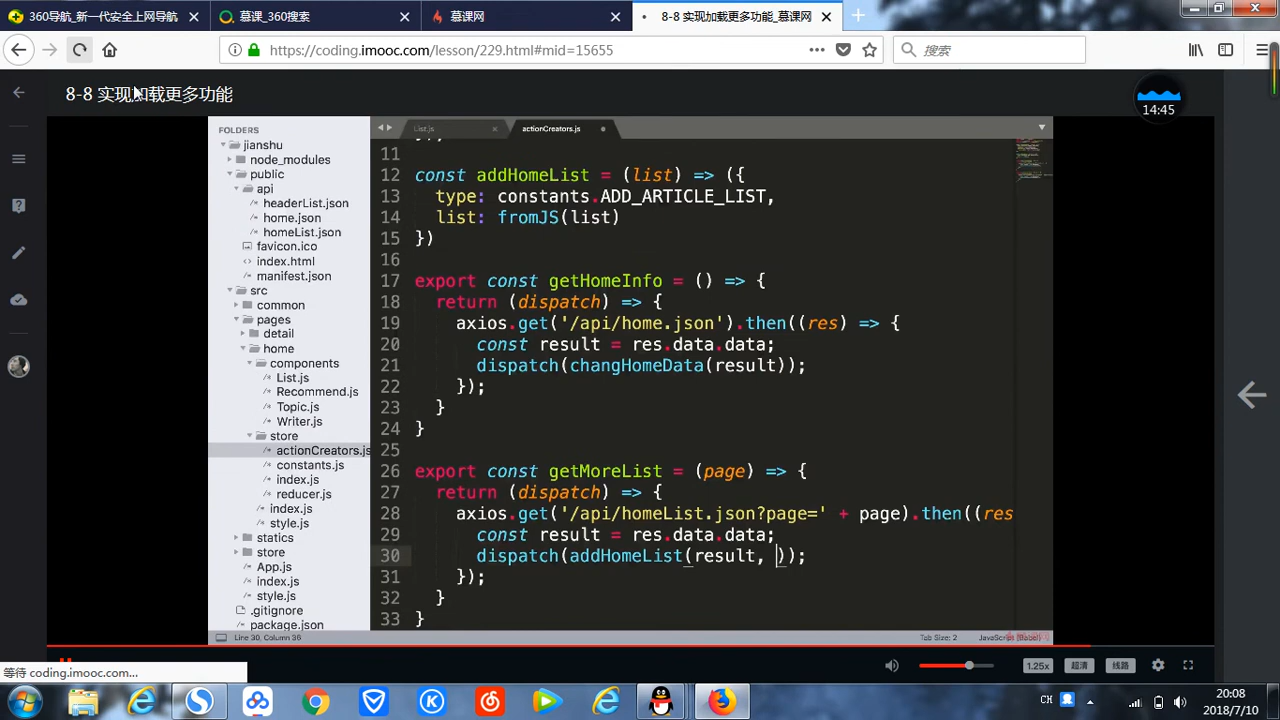 360导航_新一代安全上网导航
慕课_360搜索
慕课网
8-8 实现加载更多功能_慕课网
https://coding.imooc.com/lesson/229.html#mid=15655
搜索
8-8 实现加载更多功能
14:45
FOLDERS
jianshu
node_modules
public
api
headerList.json
home.json
homeList.json
favicon.ico
index.html
manifest.json
src
common
pages
detail
home
components
List.js
Recommend.js
Topic.js
Writer.js
store
actionCreators.js
constants.js
index.js
reducer.js
index.js
style.js
statics
store
App.js
index.js
style.js
.gitignore
package.json
List.js
actionCreators.js
11
12 const addHomeList = (list) => ({
13 type: constants.ADD_ARTICLE_LIST,
14 list: fromJS(list)
15 })
16
17 export const getHomeInfo = () => {
18 return (dispatch) => {
19 axios.get('/api/home.json').then((res) => {
20 const result = res.data.data;
21 dispatch(changHomeData(result));
22 });
23 }
24 }
25
26 export const getMoreList = (page) => {
27 return (dispatch) => {
28 axios.get('/api/homeList.json?page=' + page).then((res
29 const result = res.data.data;
30 dispatch(addHomeList(result, ));
31 });
32 }
33 }
Line 30, Column 36
Tab Size: 2
JavaScript (Babel)
等待 coding.imooc.com...
1.25x
超清
线路
CH
20:08
2018/7/10